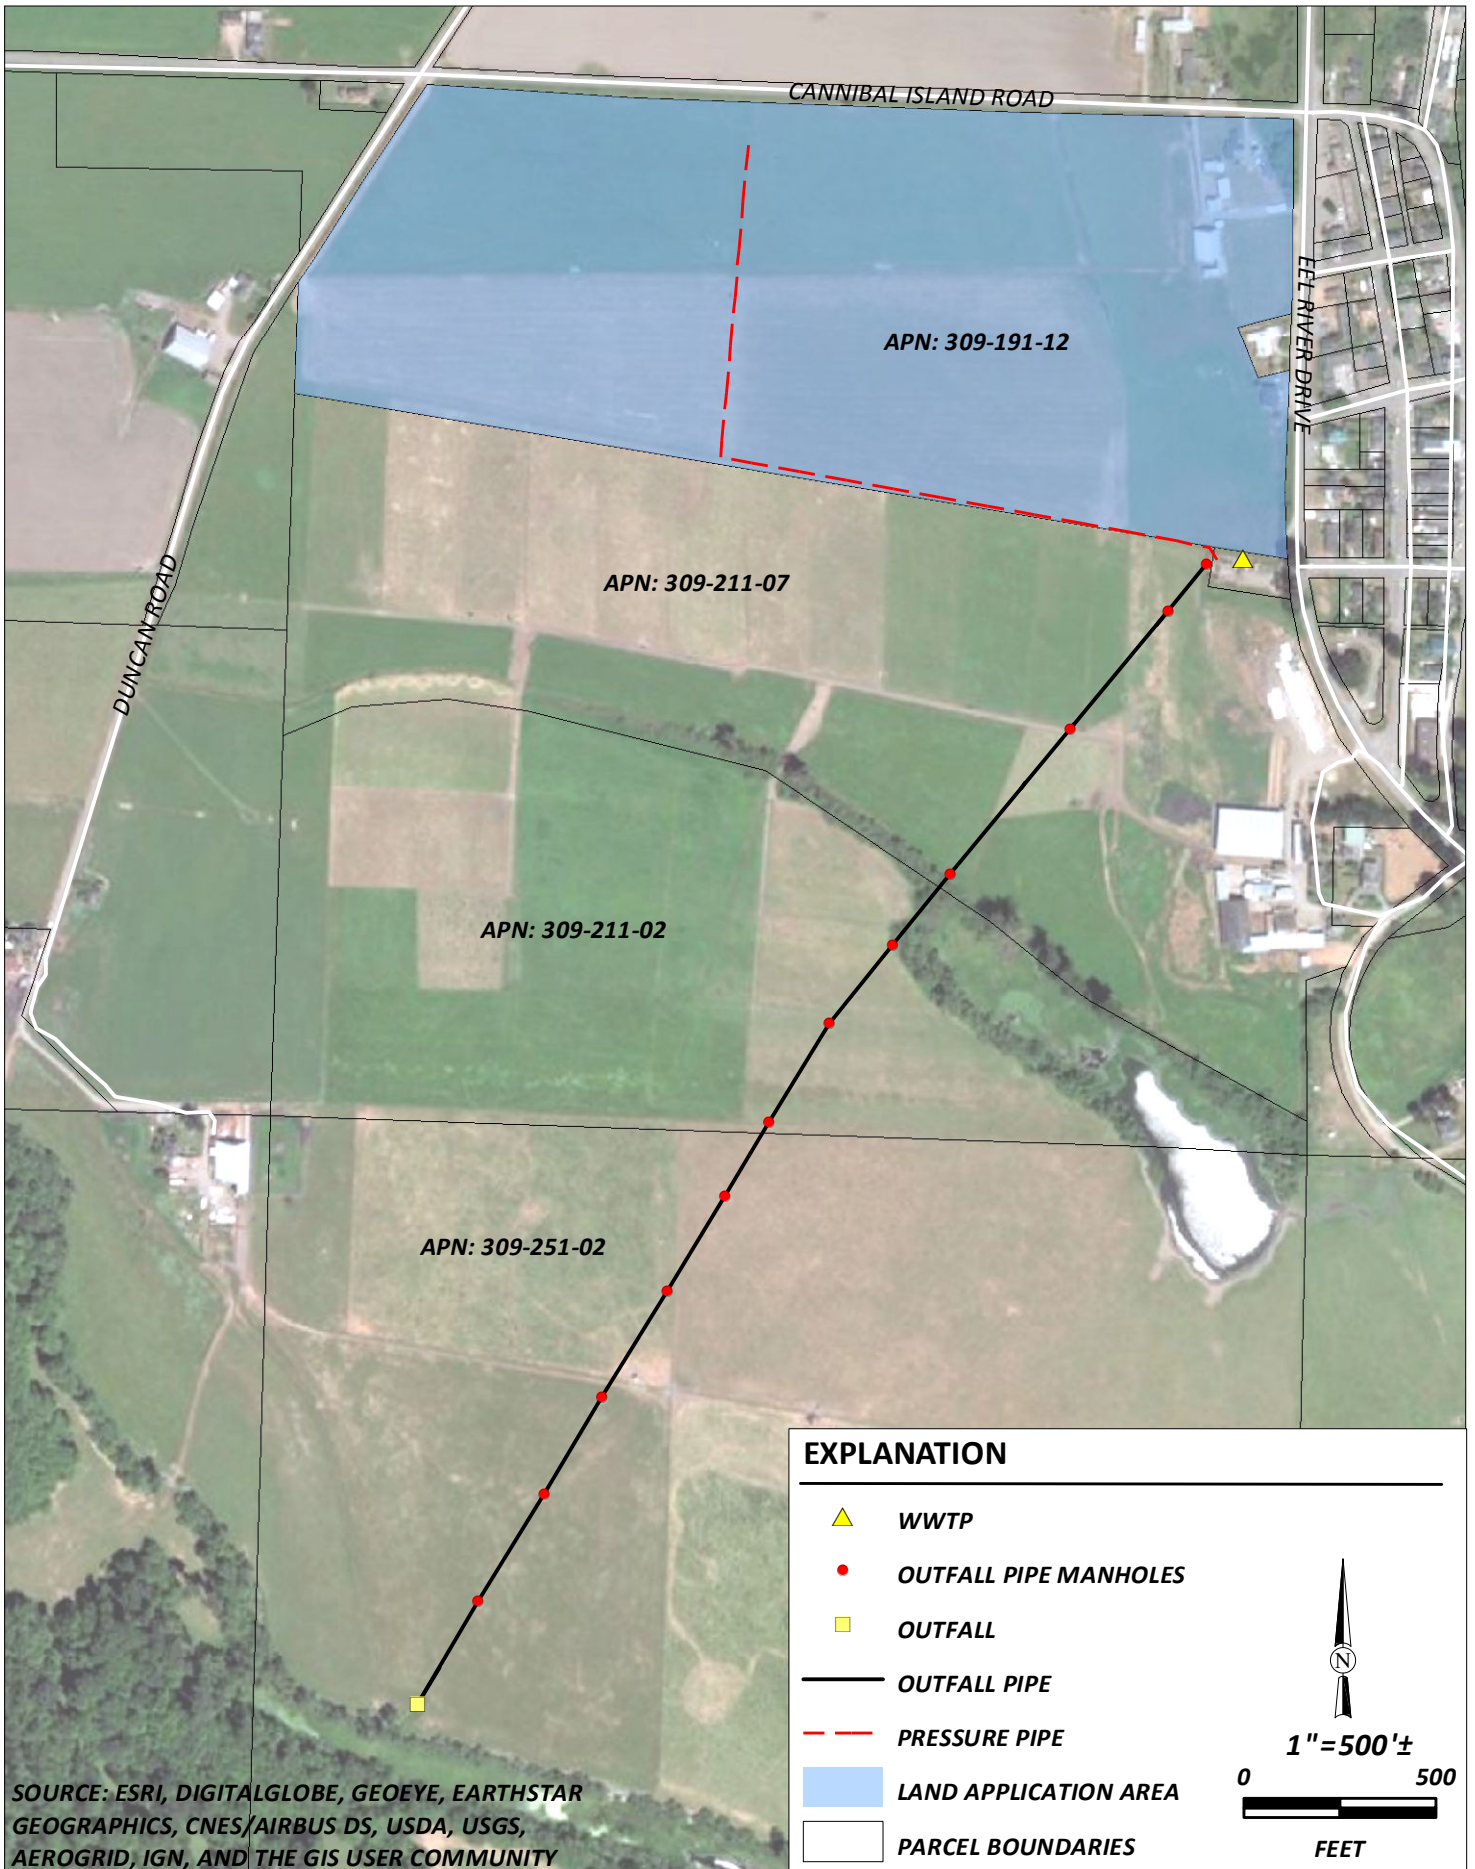 CANNIBAL ISLAND ROAD
EEL RIVER DRIVE
APN: 309-191-12
DUNCAN ROAD
APN: 309-211-07
APN: 309-211-02
APN: 309-251-02
EXPLANATION
WWTP
OUTFALL PIPE MANHOLES
OUTFALL
OUTFALL PIPE
PRESSURE PIPE
LAND APPLICATION AREA
PARCEL BOUNDARIES
N
1"=500'±
0 500
FEET
SOURCE: ESRI, DIGITALGLOBE, GEOEYE, EARTHSTAR
GEOGRAPHICS, CNES/AIRBUS DS, USDA, USGS,
AEROGRID, IGN, AND THE GIS USER COMMUNITY